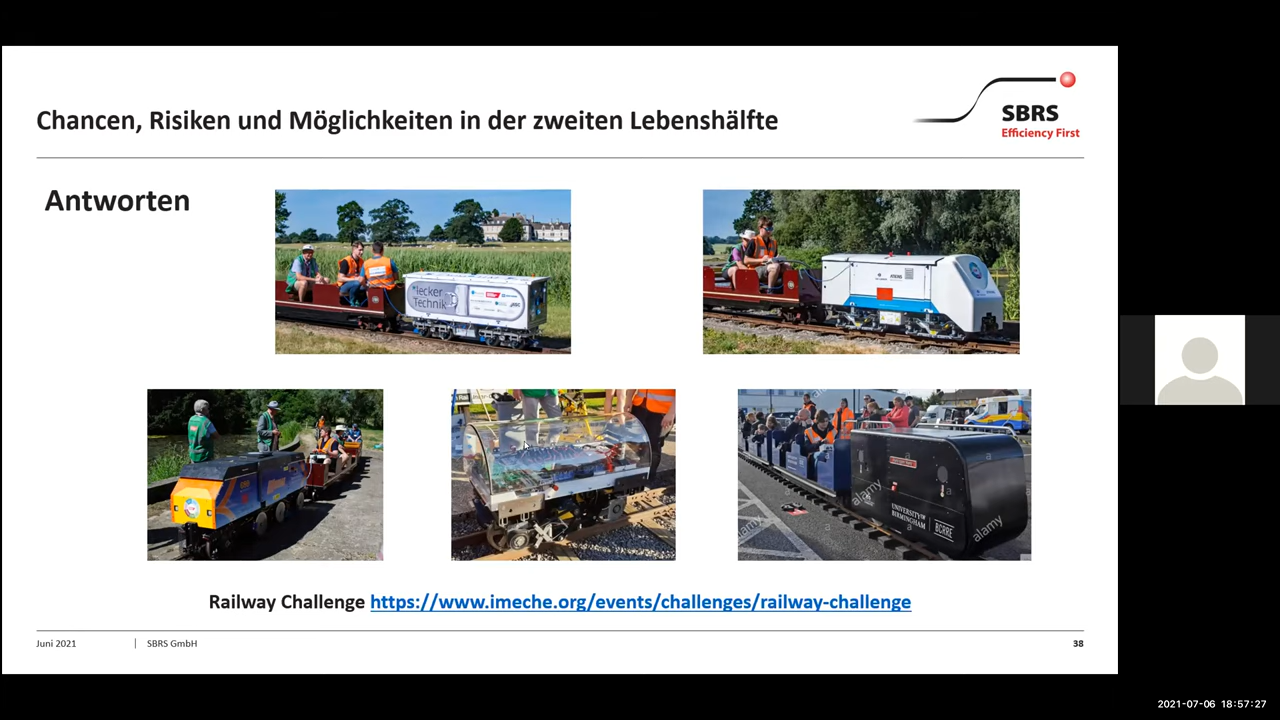 Chancen, Risiken und Möglichkeiten in der zweiten Lebenshälfte
SBRS
Efficiency First
Antworten
*lecker
Technik
UNIVERSITY OF
BIRMINGHAM
BCRRE
alamy
alamy
a
a
a
Railway Challenge https://www.imeche.org/events/challenges/railway-challenge
Juni 2021 | SBRS GmbH
38
2021-07-06 18:57:27